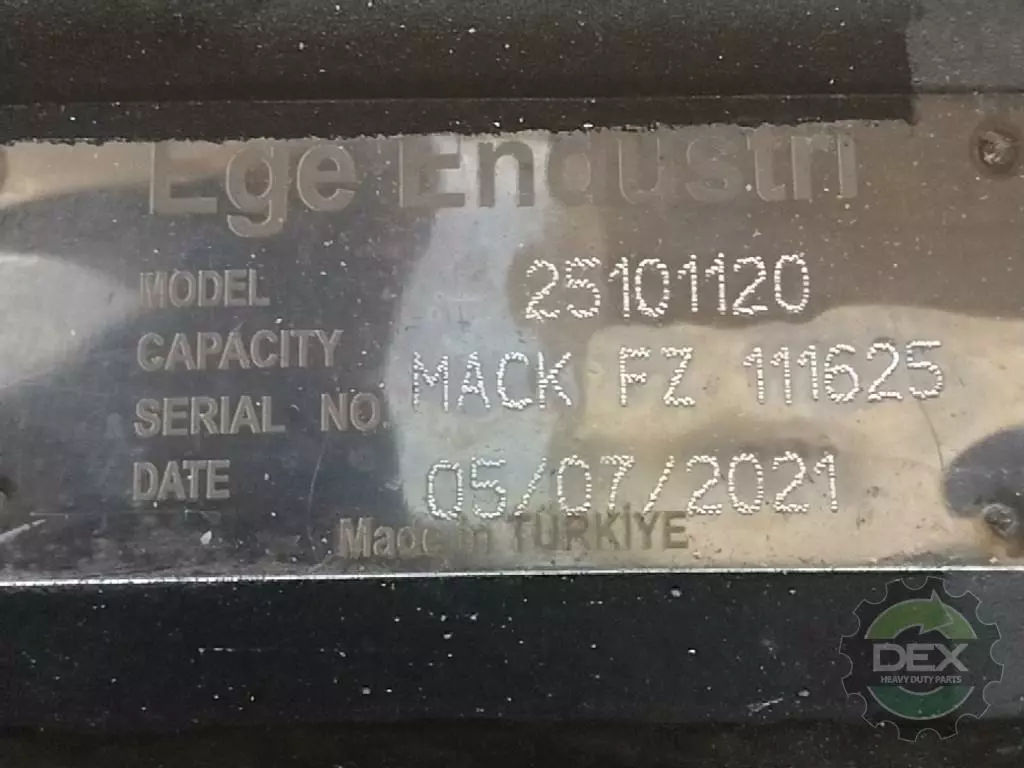 Ege Endüstri
MODEL 25101120
CAPACITY
SERIAL NO. MACK FZ 111625
DATE 05/07/2021
Made in TÜRKİYE
DEX
HEAVY DUTY PARTS